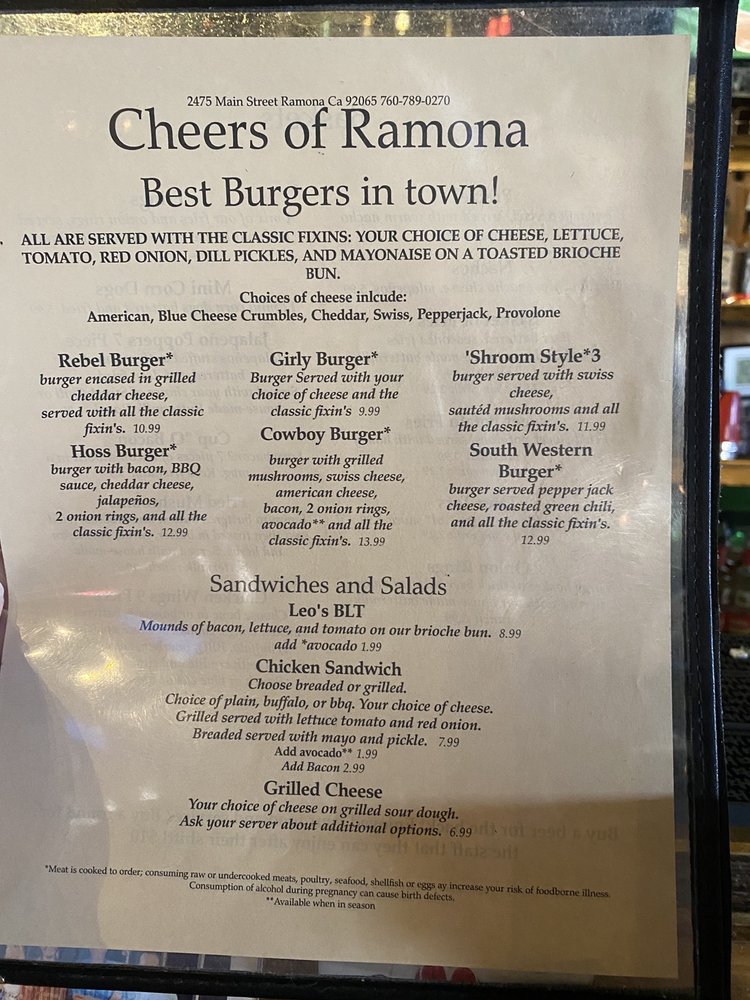 2475 Main Street Ramona Ca 92065 760-789-0270
Cheers of Ramona
Best Burgers in town!
ALL ARE SERVED WITH THE CLASSIC FIXINS: YOUR CHOICE OF CHEESE, LETTUCE,
TOMATO, RED ONION, DILL PICKLES, AND MAYONAISE ON A TOASTED BRIOCHE
BUN.
Choices of cheese inlcude:
American, Blue Cheese Crumbles, Cheddar, Swiss, Pepperjack, Provolone
Rebel Burger*
burger encased in grilled
cheddar cheese,
served with all the classic
fixin's. 10.99
Hoss Burger*
burger with bacon, BBQ
sauce, cheddar cheese,
jalapeños,
2 onion rings, and all the
classic fixin's. 12.99
Girly Burger*
Burger Served with your
choice of cheese and the
classic fixin's 9.99
Cowboy Burger*
burger with grilled
mushrooms, swiss cheese,
american cheese,
bacon, 2 onion rings,
avocado** and all the
classic fixin's. 13.99
'Shroom Style*3
burger served with swiss
cheese,
sautéd mushrooms and all
the classic fixin's. 11.99
South Western
Burger*
burger served pepper jack
cheese, roasted green chili,
and all the classic fixin's.
12.99
Sandwiches and Salads
Leo's BLT
Mounds of bacon, lettuce, and tomato on our brioche bun. 8.99
add *avocado 1.99
Chicken Sandwich
Choose breaded or grilled.
Choice of plain, buffalo, or bbq. Your choice of cheese.
Grilled served with lettuce tomato and red onion.
Breaded served with mayo and pickle. 7.99
Add avocado** 1.99
Add Bacon 2.99
Grilled Cheese
Your choice of cheese on grilled sour dough.
Ask your server about additional options. 6.99
*Meat is cooked to order; consuming raw or undercooked meats, poultry, seafood, shellfish or eggs ay increase your risk of foodborne illness.
Consumption of alcohol during pregnancy can cause birth defects,
**Available when in season